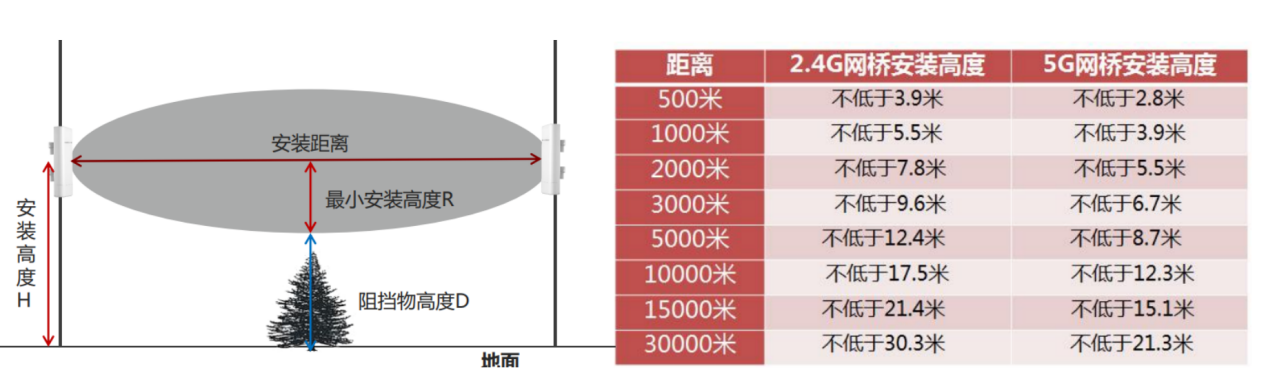 安装距离
最小安装高度R
安装高度H
阻挡物高度D
地面
距离 2.4G网桥安装高度 5G网桥安装高度
500米 不低于3.9米 不低于2.8米
1000米 不低于5.5米 不低于3.9米
2000米 不低于7.8米 不低于5.5米
3000米 不低于9.6米 不低于6.7米
5000米 不低于12.4米 不低于8.7米
10000米 不低于17.5米 不低于12.3米
15000米 不低于21.4米 不低于15.1米
30000米 不低于30.3米 不低于21.3米